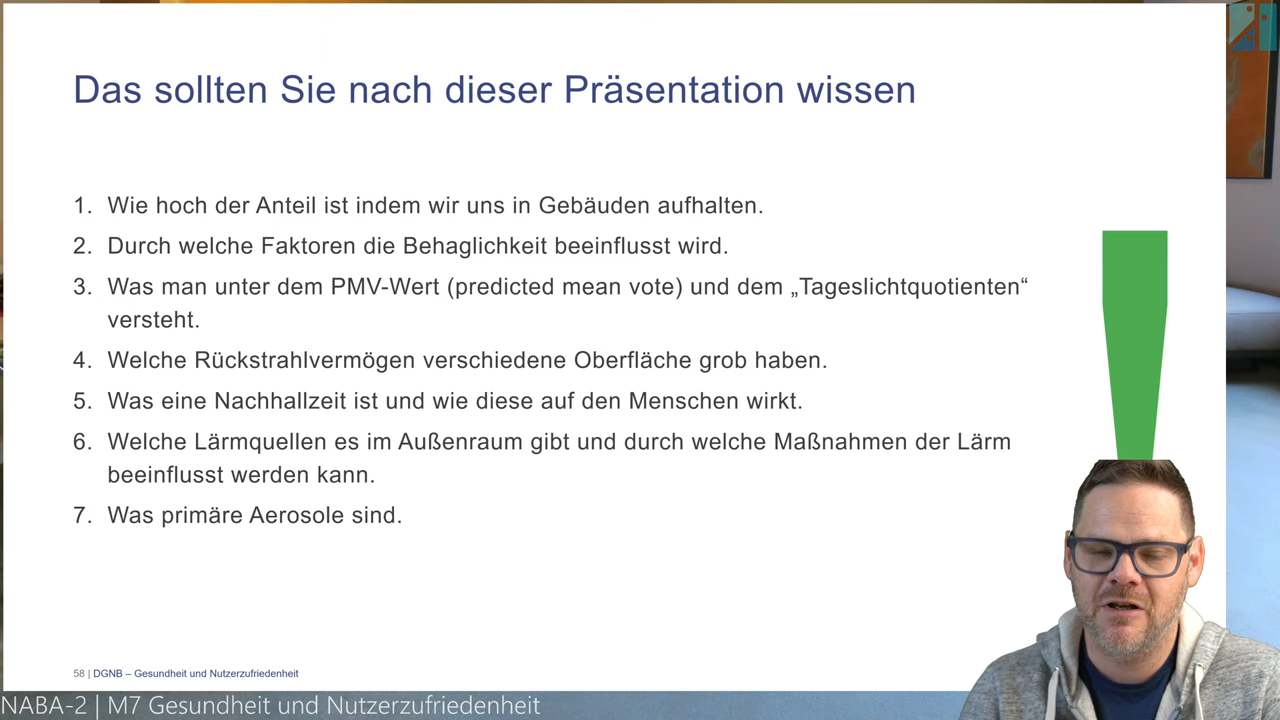 Das sollten Sie nach dieser Präsentation wissen
1. Wie hoch der Anteil ist indem wir uns in Gebäuden aufhalten.
2. Durch welche Faktoren die Behaglichkeit beeinflusst wird.
3. Was man unter dem PMV-Wert (predicted mean vote) und dem „Tageslichtquotienten“
versteht.
4. Welche Rückstrahlvermögen verschiedene Oberfläche grob haben.
5. Was eine Nachhallzeit ist und wie diese auf den Menschen wirkt.
6. Welche Lärmquellen es im Außenraum gibt und durch welche Maßnahmen der Lärm
beeinflusst werden kann.
7. Was primäre Aerosole sind.
58 | DGNB – Gesundheit und Nutzerzufriedenheit
NABA-2 | M7 Gesundheit und Nutzerzufriedenheit